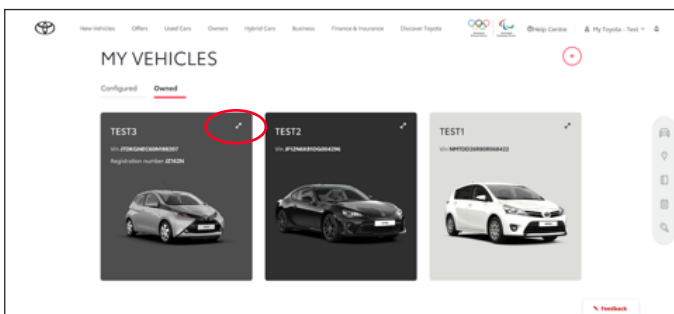 New Vehicles Offers Used Cars Owners Hybrid Cars Business Finance & Insurance Discover Toyota Help Centre My Toyota - Test
MY VEHICLES
Configured Owned
TEST3
Registration number JZ162N
TEST2
TEST1
Feedback